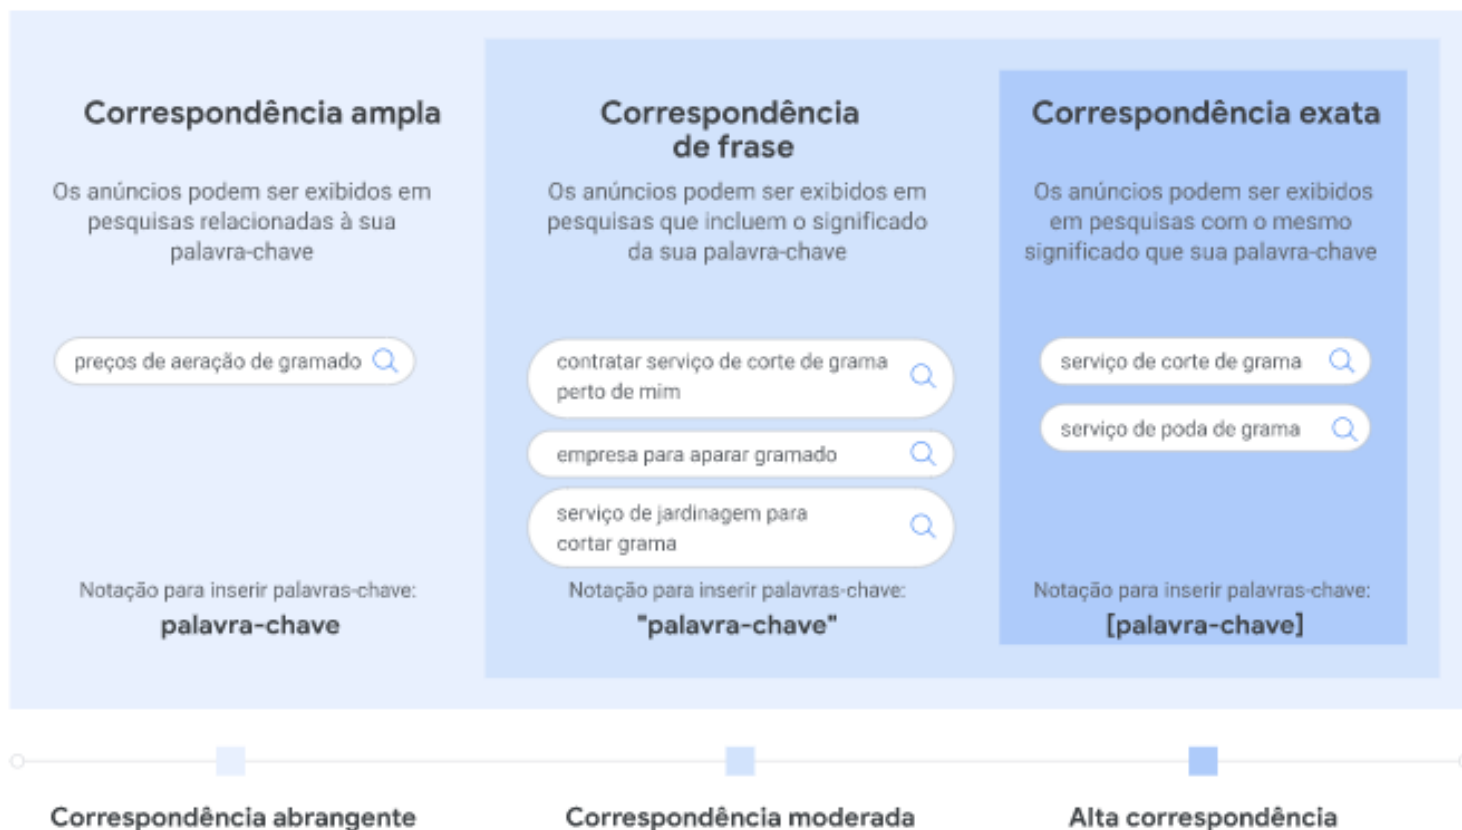 Correspondência ampla
Os anúncios podem ser exibidos em
pesquisas relacionadas à sua
palavra-chave
preços de aeração de gramado
Notação para inserir palavras-chave:
palavra-chave
Correspondência
de frase
Os anúncios podem ser exibidos em
pesquisas que incluem o significado
da sua palavra-chave
contratar serviço de corte de grama
perto de mim
empresa para aparar gramado
serviço de jardinagem para
cortar grama
Notação para inserir palavras-chave:
"palavra-chave"
Correspondência exata
Os anúncios podem ser exibidos
em pesquisas com o mesmo
significado que sua palavra-chave
serviço de corte de grama
serviço de poda de grama
Notação para inserir palavras-chave:
[palavra-chave]
Correspondência abrangente
Correspondência moderada
Alta correspondência